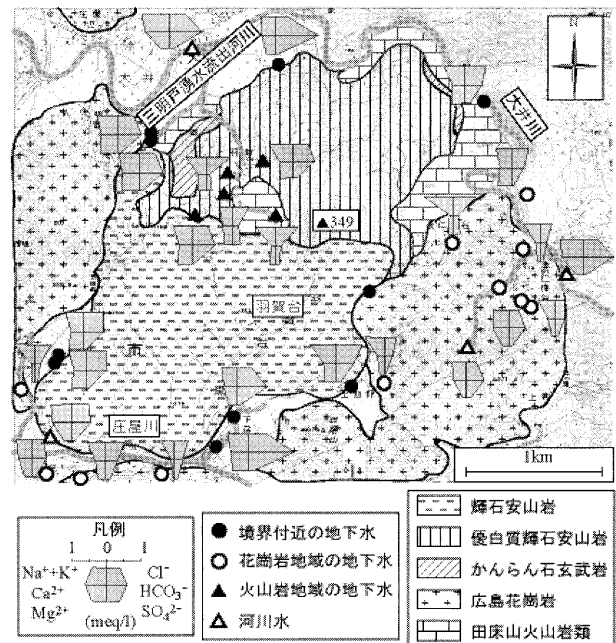 N
三明戸湧水流出河川
大井川
▲349
羽賀台
市
圧屋川
1km
凡例
1 0 1
Na⁺+K⁺ Cl⁻
Ca²⁺ HCO₃⁻
Mg²⁺ SO₄²⁻
(meq/l)
境界付近の地下水
花崗岩地域の地下水
火山岩地域の地下水
河川水
輝石安山岩
優白質輝石安山岩
かんらん石玄武岩
広島花崗岩
田床山火山岩類